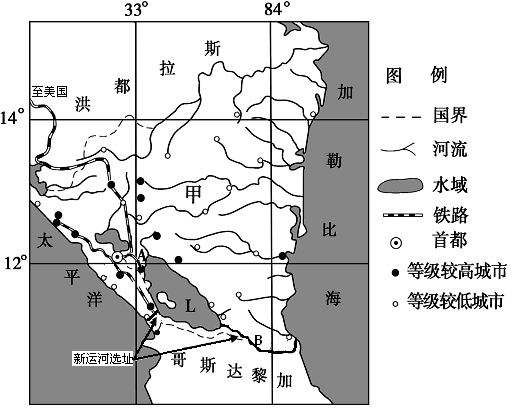 33° 84°
至美国
洪都拉斯
加勒比海
14°
甲
太平洋
A
12°
L
B
新运河选址
哥斯达黎加
图 例
国界
河流
水域
铁路
首都
等级较高城市
等级较低城市